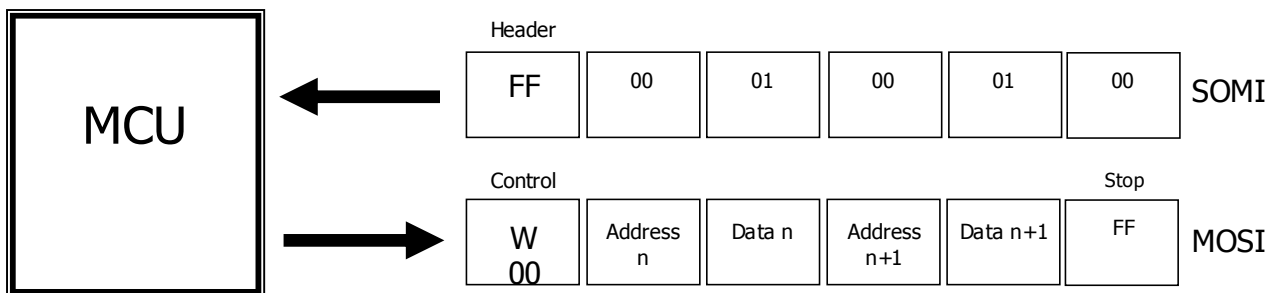 Header
FF 00 01 00 01 00 SOMI
MCU
Control Stop
W Address Data n Address Data n+1 FF MOSI
00 n n+1